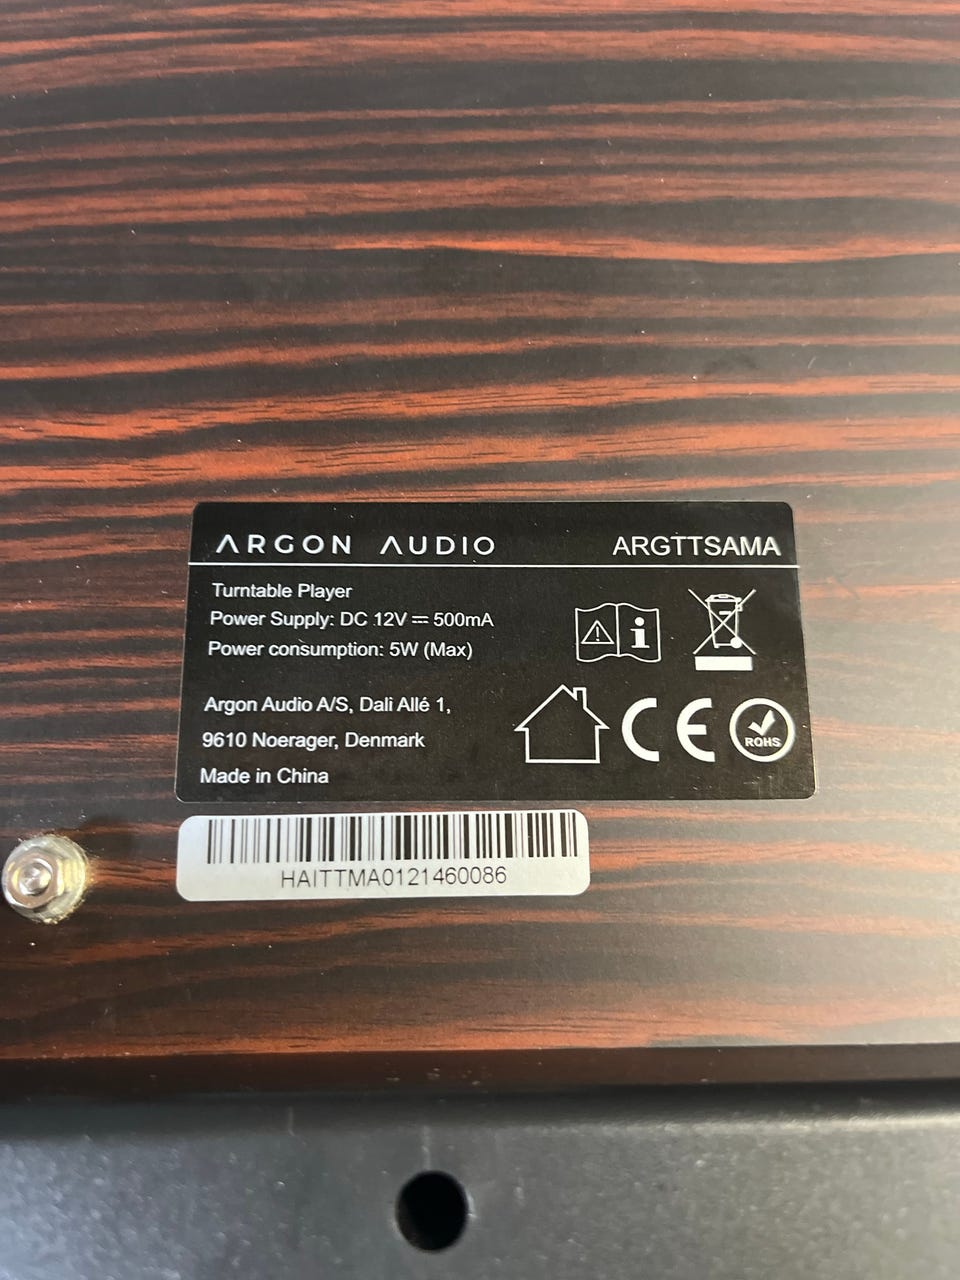 ARGON AUDIO ARGTTSAMA
Turntable Player
Power Supply: DC 12V ⎓ 500mA
Power consumption: 5W (Max)
Argon Audio A/S, Dali Allé 1,
9610 Noerager, Denmark
Made in China
i
CE
ROHS
HAITTMA0121460086